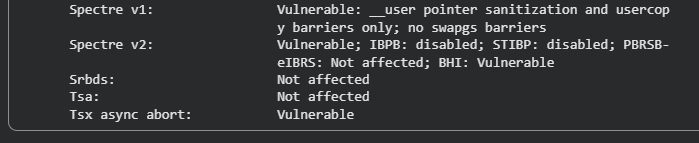 Spectre v1: Vulnerable: __user pointer sanitization and usercop
y barriers only; no swapgs barriers
Spectre v2: Vulnerable; IBPB: disabled; STIBP: disabled; PBRSB-
eIBRS: Not affected; BHI: Vulnerable
Srbds: Not affected
Tsa: Not affected
Tsx async abort: Vulnerable